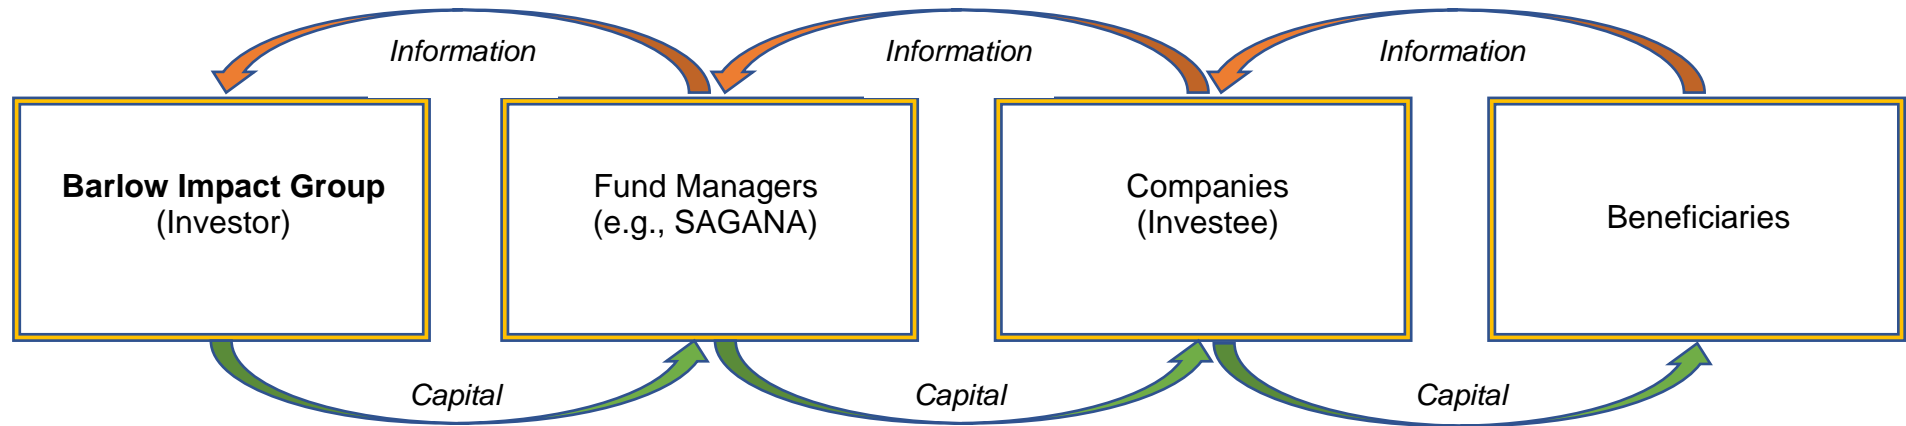 Information
Information
Information
Barlow Impact Group
(Investor)
Fund Managers
(e.g., SAGANA)
Companies
(Investee)
Beneficiaries
Capital
Capital
Capital